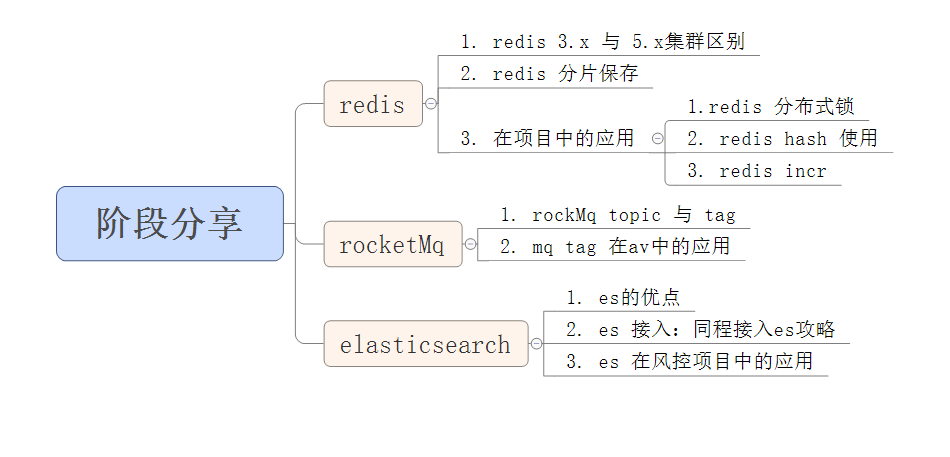 阶段分享
redis
1. redis 3.x 与 5.x集群区别
2. redis 分片保存
3. 在项目中的应用
1.redis 分布式锁
2. redis hash 使用
3. redis incr
rocketMq
1. rockMq topic 与 tag
2. mq tag 在av中的应用
elasticsearch
1. es的优点
2. es 接入：同程接入es攻略
3. es 在风控项目中的应用